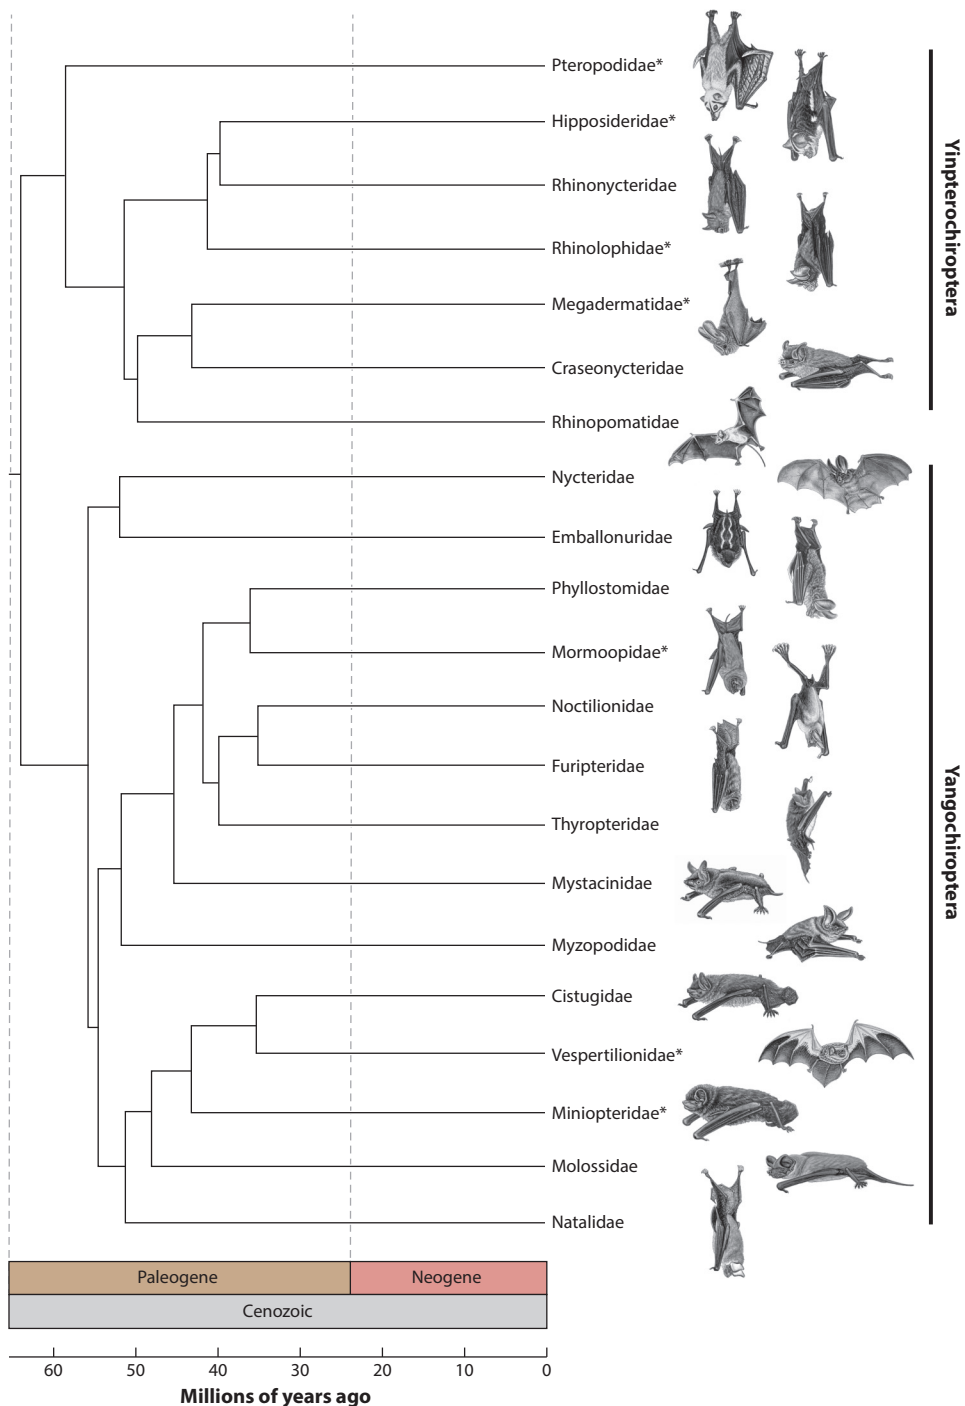 Pteropodidae*
Hipposideridae*
Rhinonycteridae
Rhinolophidae*
Megadermatidae*
Craseonycteridae
Rhinopomatidae
Yinpterochiroptera
Nycteridae
Emballonuridae
Phyllostomidae
Mormoopidae*
Noctilionidae
Furipteridae
Thyropteridae
Mystacinidae
Myzopodidae
Cistugidae
Vespertilionidae*
Miniopteridae*
Molossidae
Natalidae
Yangochiroptera
Paleogene
Neogene
Cenozoic
60 50 40 30 20 10 0
Millions of years ago